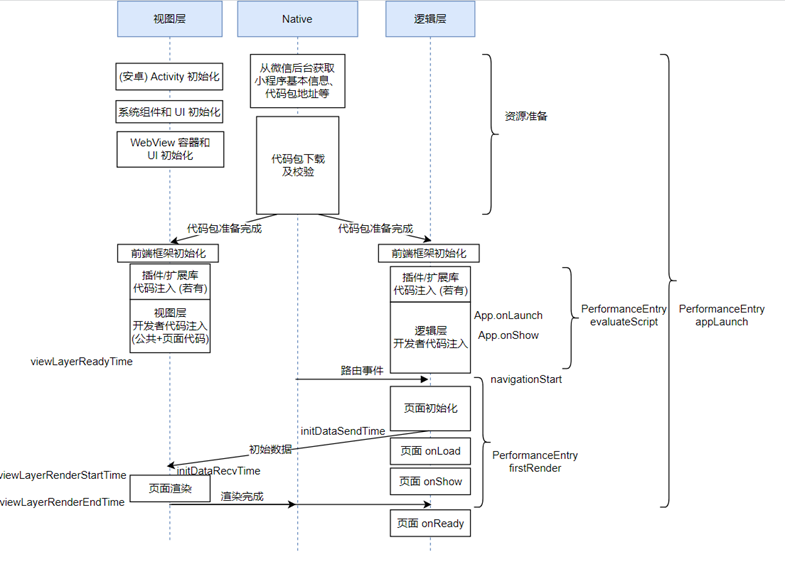 视图层
Native
逻辑层
(安卓) Activity 初始化
从微信后台获取
小程序基本信息、
代码包地址等
系统组件和 UI 初始化
资源准备
WebView 容器和
UI 初始化
代码包下载
及校验
代码包准备完成
代码包准备完成
前端框架初始化
前端框架初始化
插件/扩展库
代码注入 (若有)
插件/扩展库
代码注入 (若有)
视图层
开发者代码注入
(公共+页面代码)
逻辑层
开发者代码注入
App.onLaunch
App.onShow
PerformanceEntry
evaluateScript
PerformanceEntry
appLaunch
viewLayerReadyTime
路由事件
navigationStart
页面初始化
initDataSendTime
初始数据
页面 onLoad
PerformanceEntry
firstRender
initDataRecvTime
viewLayerRenderStartTime
页面 onShow
页面渲染
渲染完成
viewLayerRenderEndTime
页面 onReady